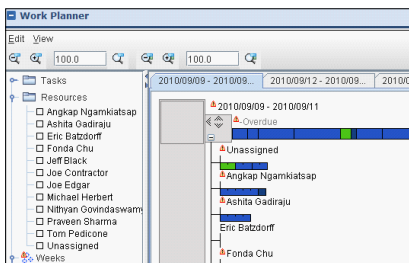 Work Planner
Edit View
100.0
100.0
Tasks
Resources
Angkap Ngamkiatsap
Ashita Gadiraju
Eric Batzdorff
Fonda Chu
Jeff Black
Joe Contractor
Joe Edgar
Michael Herbert
Nithyan Govindaswamy
Praveen Sharma
Tom Pedicone
Unassigned
Weeks
2010/09/09 - 2010/09...
2010/09/12 - 2010/09...
2010/0
2010/09/09 - 2010/09/11
-Overdue
Unassigned
Angkap Ngamkiatsap
Ashita Gadiraju
Eric Batzdorff
Fonda Chu